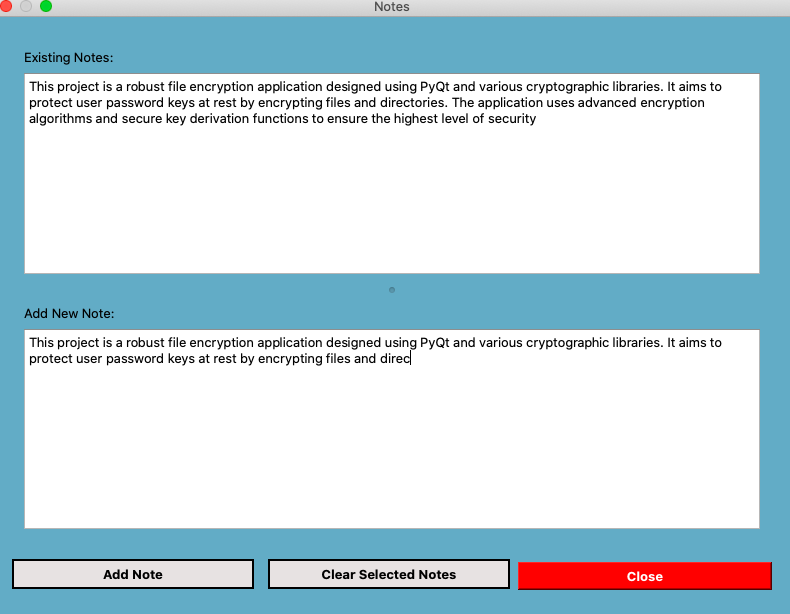 Notes
Existing Notes:
This project is a robust file encryption application designed using PyQt and various cryptographic libraries. It aims to
protect user password keys at rest by encrypting files and directories. The application uses advanced encryption
algorithms and secure key derivation functions to ensure the highest level of security
Add New Note:
This project is a robust file encryption application designed using PyQt and various cryptographic libraries. It aims to
protect user password keys at rest by encrypting files and direc
Add Note
Clear Selected Notes
Close